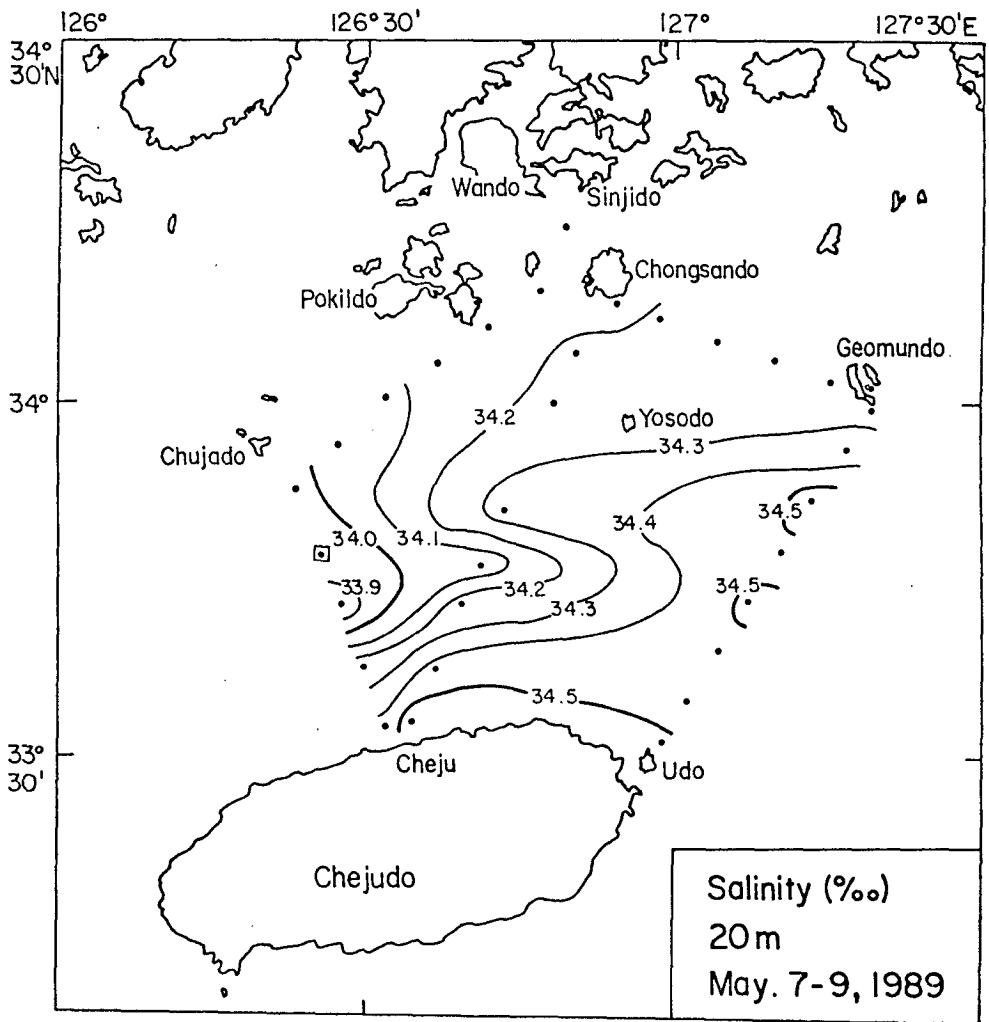 126°
126°30'
127°
127°30'E
34°
30'N
Wando
Sinjido
Chongsando
Pokildo
Geomundo
34°
34.2
Yosodo
34.3
Chujado
34.5
34.4
34.0
34.1
33.9
34.2
34.5
34.3
34.5
33°
30'
Cheju
Udo
Chejudo
Salinity (‰)
20m
May. 7-9, 1989